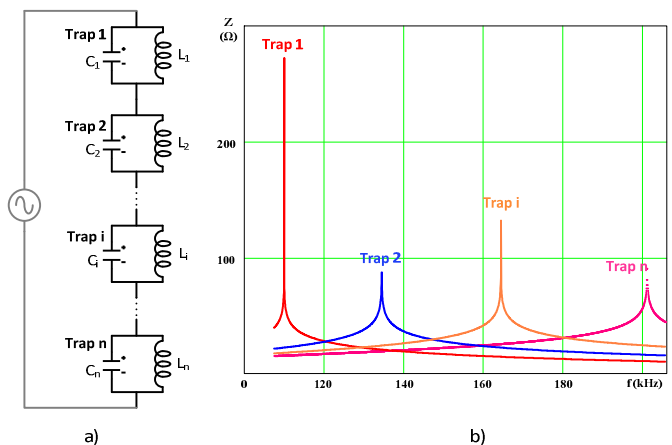 Trap 1
C1
L1
Trap 2
C2
L2
Trap i
Ci
Li
Trap n
Cn
Ln
a)
Z
(Ω)
Trap 1
200
Trap i
Trap 2
Trap n
100
0 120 140 160 180 f(kHz)
b)